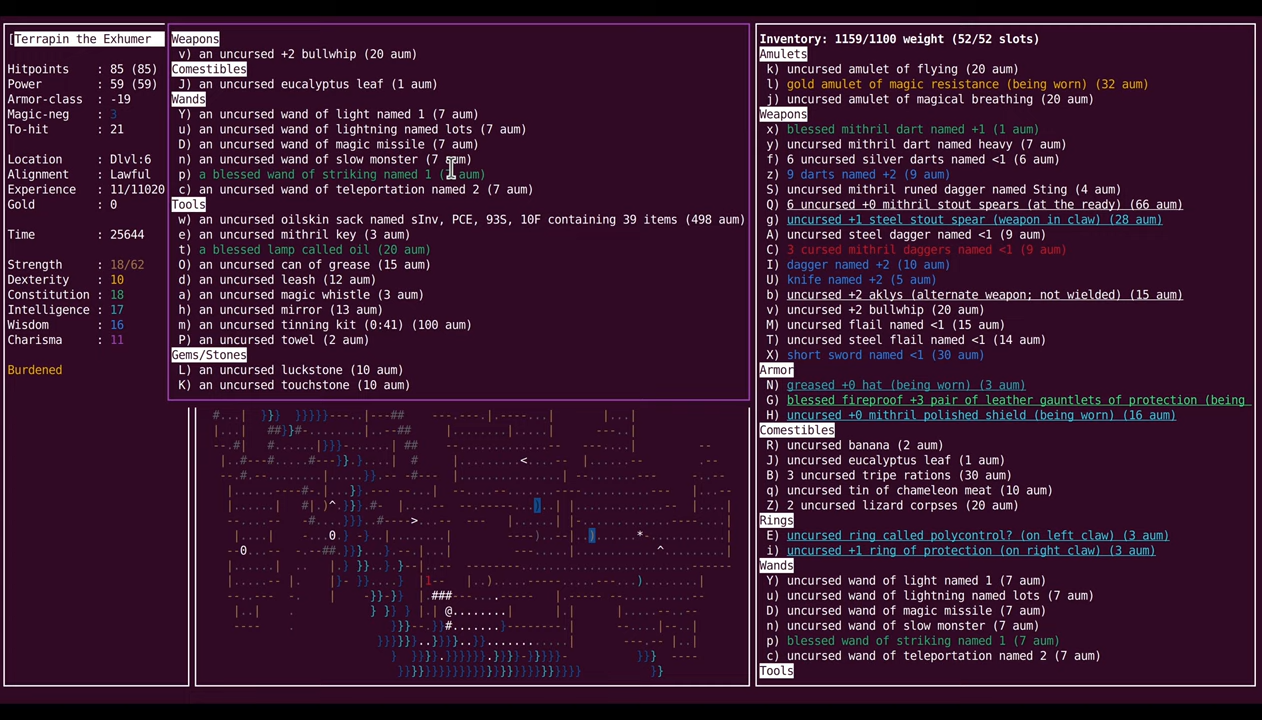 [Terrapin the Exhumer
Hitpoints : 85 (85)
Power : 59 (59)
Armor-class : -19
Magic-neg : 3
To-hit : 21
Location : Dlvl:6
Alignment : Lawful
Experience : 11/11020
Gold : 0
Time : 25644
Strength : 18/62
Dexterity : 10
Constitution : 18
Intelligence : 17
Wisdom : 16
Charisma : 11
Burdened
Weapons
v) an uncursed +2 bullwhip (20 aum)
Comestibles
J) an uncursed eucalyptus leaf (1 aum)
Wands
Y) an uncursed wand of light named 1 (7 aum)
u) an uncursed wand of lightning named lots (7 aum)
D) an uncursed wand of magic missile (7 aum)
n) an uncursed wand of slow monster (7 aum)
p) a blessed wand of striking named 1 (7 aum)
c) an uncursed wand of teleportation named 2 (7 aum)
Tools
w) an uncursed oilskin sack named sInv, PCE, 93S, 10F containing 39 items (498 aum)
e) an uncursed mithril key (3 aum)
t) a blessed lamp called oil (20 aum)
O) an uncursed can of grease (15 aum)
d) an uncursed leash (12 aum)
a) an uncursed magic whistle (3 aum)
h) an uncursed mirror (13 aum)
m) an uncursed tinning kit (0:41) (100 aum)
P) an uncursed towel (2 aum)
Gems/Stones
L) an uncursed luckstone (10 aum)
K) an uncursed touchstone (10 aum)
Inventory: 1159/1100 weight (52/52 slots)
Amulets
k) uncursed amulet of flying (20 aum)
l) gold amulet of magic resistance (being worn) (32 aum)
j) uncursed amulet of magical breathing (20 aum)
Weapons
x) blessed mithril dart named +1 (1 aum)
y) uncursed mithril dart named heavy (7 aum)
f) 6 uncursed silver darts named <1 (6 aum)
z) 9 darts named +2 (9 aum)
S) uncursed mithril runed dagger named Sting (4 aum)
Q) 6 uncursed +0 mithril stout spears (at the ready) (66 aum)
g) uncursed +1 steel stout spear (weapon in claw) (28 aum)
A) uncursed steel dagger named <1 (9 aum)
C) 3 cursed mithril daggers named <1 (9 aum)
I) dagger named +2 (10 aum)
U) knife named +2 (5 aum)
b) uncursed +2 aklys (alternate weapon; not wielded) (15 aum)
v) uncursed +2 bullwhip (20 aum)
M) uncursed flail named <1 (15 aum)
T) uncursed steel flail named <1 (14 aum)
X) short sword named <1 (30 aum)
Armor
N) greased +0 hat (being worn) (3 aum)
G) blessed fireproof +3 pair of leather gauntlets of protection (being
H) uncursed +0 mithril polished shield (being worn) (16 aum)
Comestibles
R) uncursed banana (2 aum)
J) uncursed eucalyptus leaf (1 aum)
B) 3 uncursed tripe rations (30 aum)
q) uncursed tin of chameleon meat (10 aum)
Z) 2 uncursed lizard corpses (20 aum)
Rings
E) uncursed ring called polycontrol? (on left claw) (3 aum)
i) uncursed +1 ring of protection (on right claw) (3 aum)
Wands
Y) uncursed wand of light named 1 (7 aum)
u) uncursed wand of lightning named lots (7 aum)
D) uncursed wand of magic missile (7 aum)
n) uncursed wand of slow monster (7 aum)
p) blessed wand of striking named 1 (7 aum)
c) uncursed wand of teleportation named 2 (7 aum)
Tools